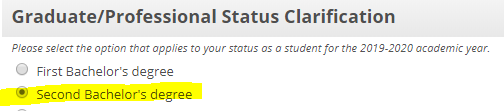 Graduate/Professional Status Clarification
Please select the option that applies to your status as a student for the 2019-2020 academic year.
First Bachelor's degree
Second Bachelor's degree